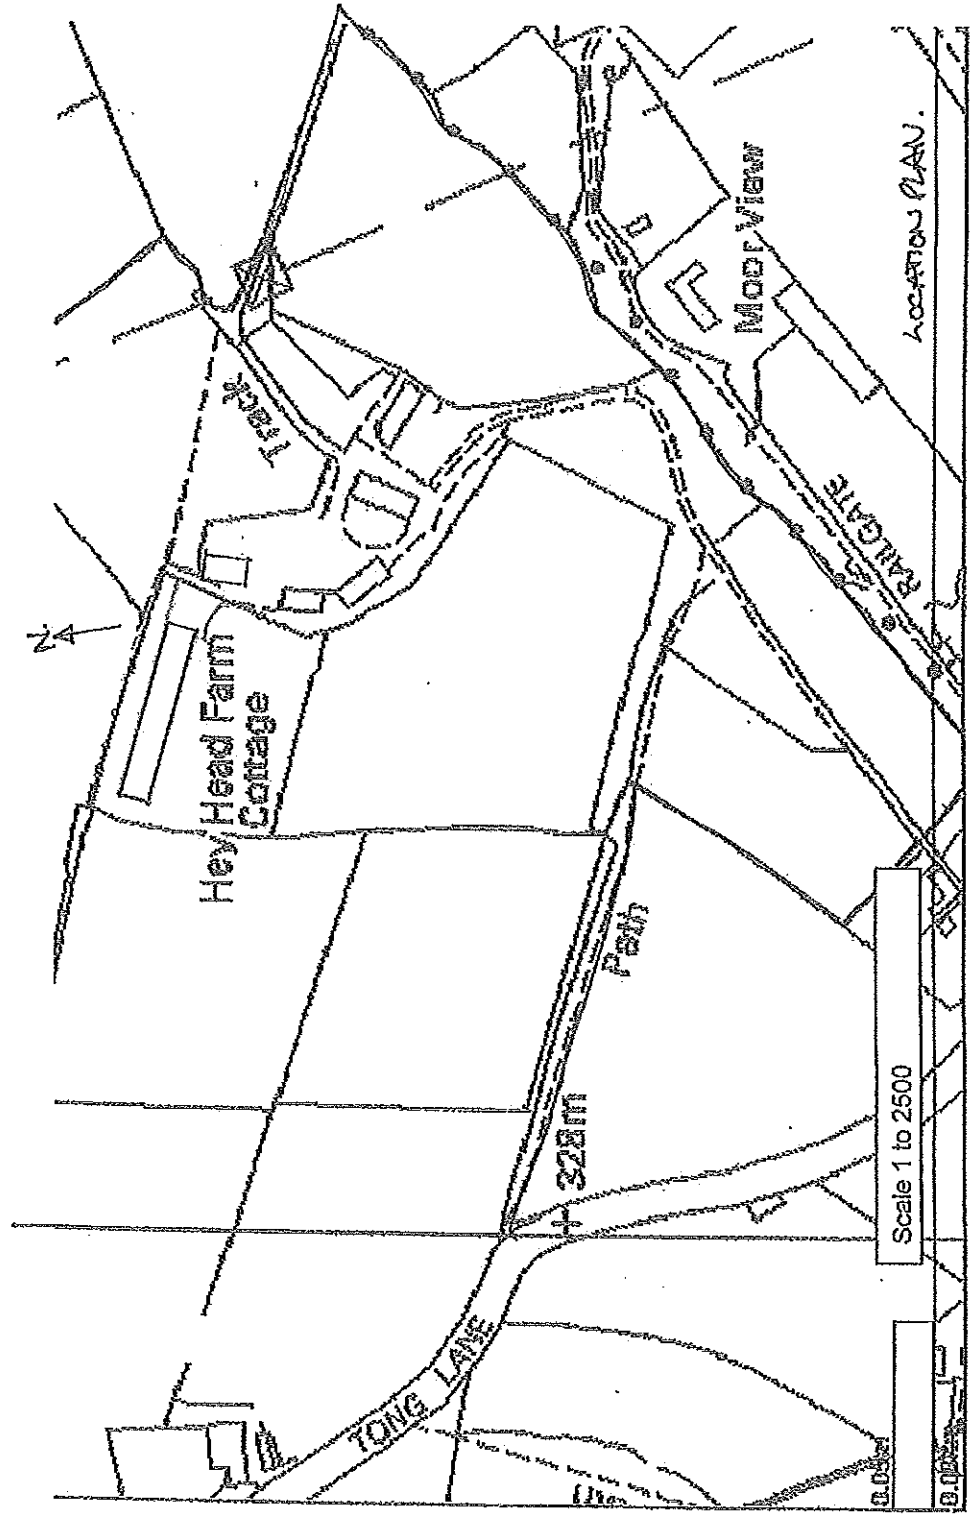 N
Track
Hey Head Farm
Cottage
Moor View
RAILGATE
Path
328m
TONG LANE
Scale 1 to 2500
LOCATION PLAN.